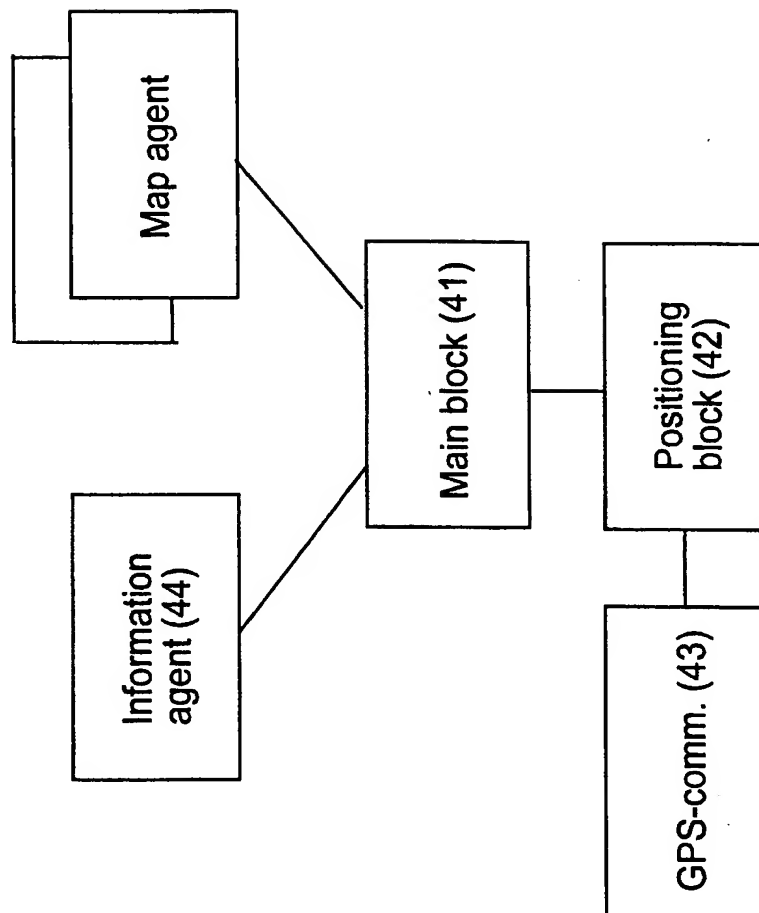 Information
agent (44)
Map agent
Main block (41)
GPS-comm. (43)
Positioning
block (42)